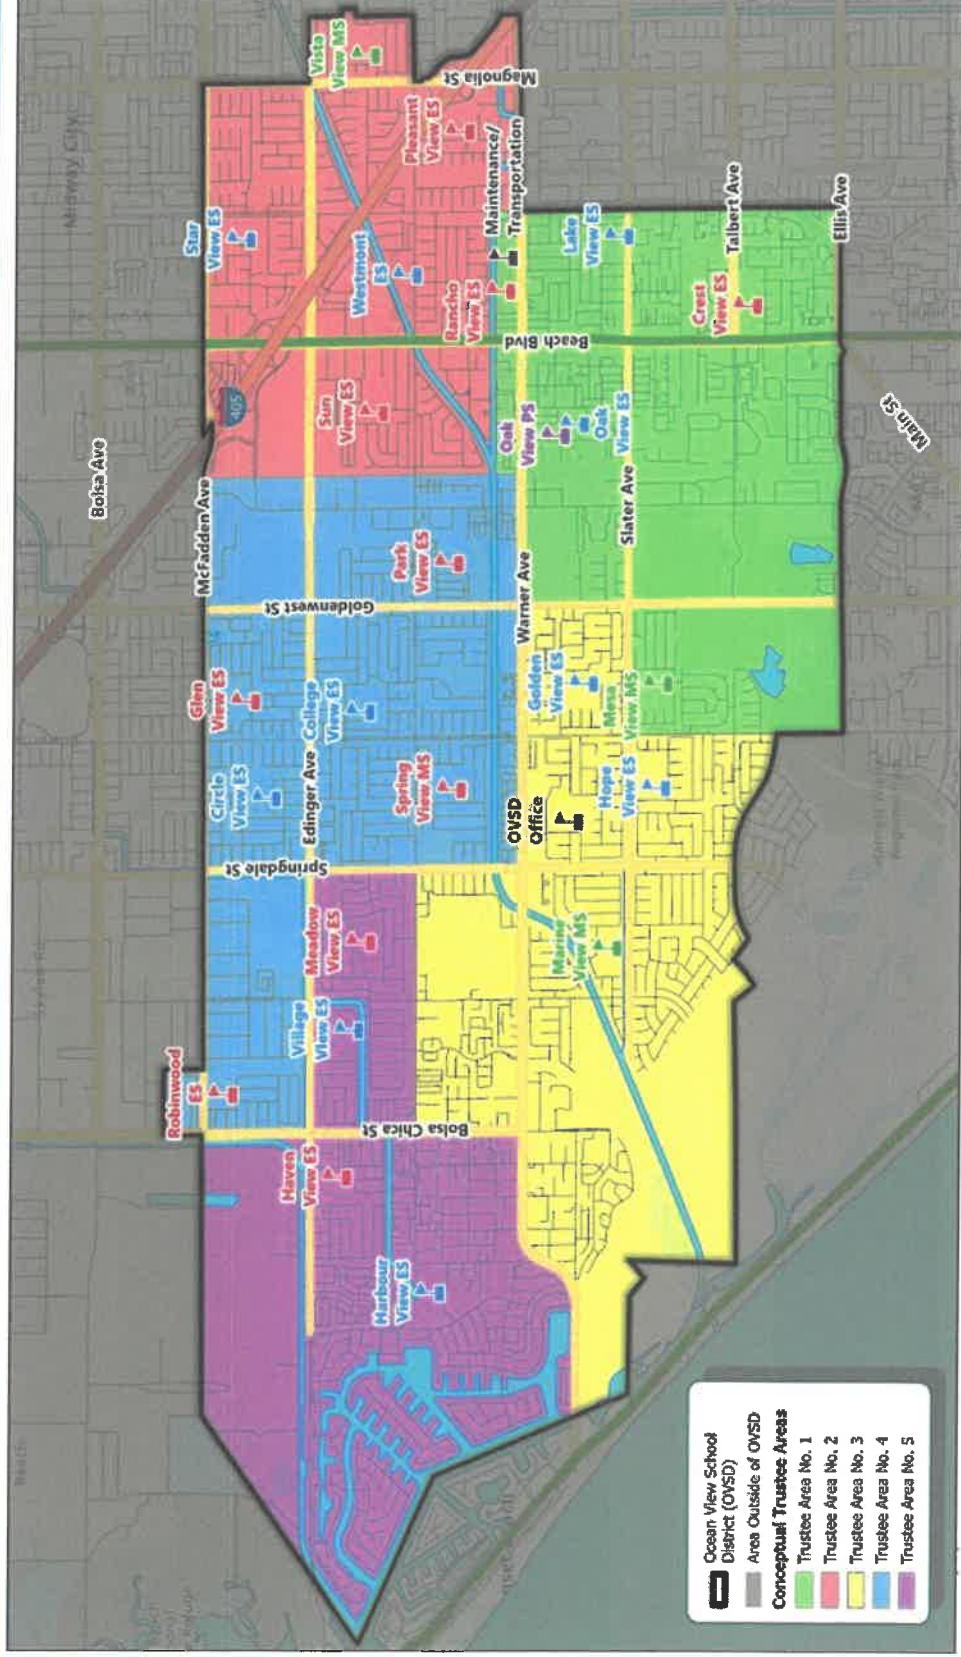 Midway City
Bolsa Ave
McFadden Ave
Star
View ES
Vista
View MS
Magnolia St
Pleasant
View ES
Westmont
ES
Maintenance/
Transportation
Rancho
View ES
405
Sun
View ES
Beach Blvd
Lake
View ES
Talbert Ave
Ellis Ave
Crest
View ES
Main St
Oak
View PS
Oak
View ES
Slater Ave
Warner Ave
Park
View ES
Goldenwest St
Glen
View ES
College
View ES
Golden
View ES
Mesa
View MS
Circle
View ES
Edinger Ave
Spring
View MS
OVSD
Office
Hope
View ES
Springdale St
Meadow
View ES
Marine
View MS
Village
View ES
Robinwood
ES
Bolsa Chica St
Haven
View ES
Harbour
View ES
Ocean View School
District (OVSD)
Area Outside of OVSD
Conceptual Trustee Areas
Trustee Area No. 1
Trustee Area No. 2
Trustee Area No. 3
Trustee Area No. 4
Trustee Area No. 5